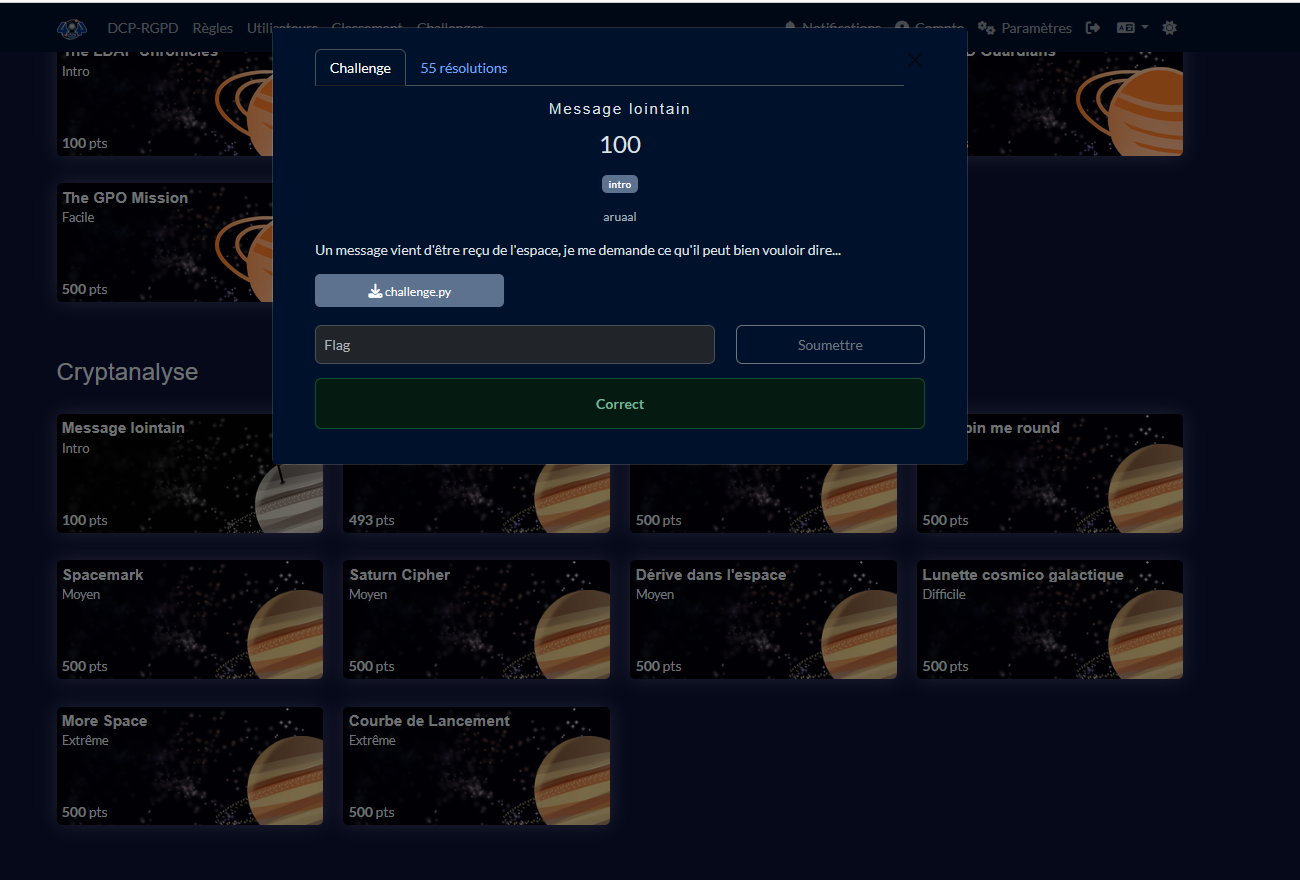 DCP-RGPD Règles Utilisateurs Classement Challenges Notifications Compte Paramètres
The LDAP Chronicles
Intro
100 pts
Guardians
The GPO Mission
Facile
500 pts
Challenge 55 résolutions
Message lointain
100
intro
aruaal
Un message vient d'être reçu de l'espace, je me demande ce qu'il peut bien vouloir dire...
challenge.py
Flag Soumettre
Correct
Cryptanalyse
Message lointain
Intro
100 pts
493 pts
500 pts
me round
500 pts
Spacemark
Moyen
500 pts
Saturn Cipher
Moyen
500 pts
Dérive dans l'espace
Moyen
500 pts
Lunette cosmico galactique
Difficile
500 pts
More Space
Extrême
500 pts
Courbe de Lancement
Extrême
500 pts